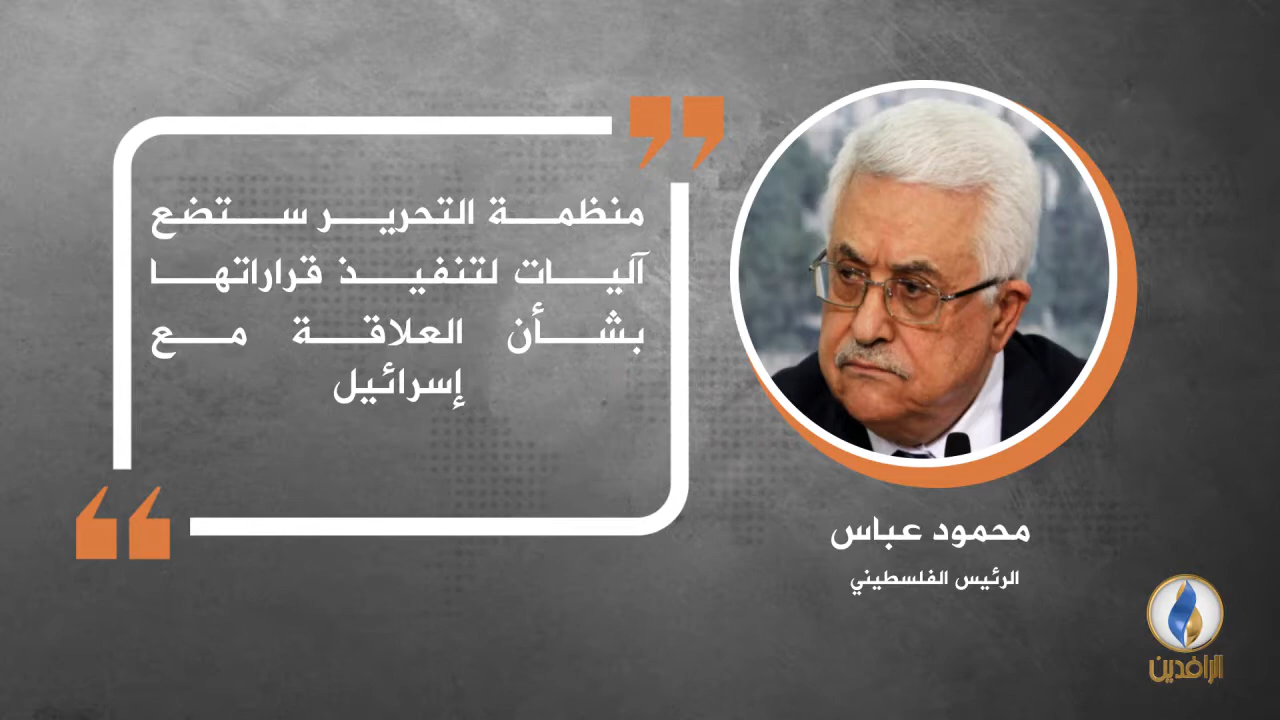 منظمة التحرير ستضع
آليات لتنفيذ قراراتها
بشأن العلاقة مع
إسرائيل
محمود عباس
الرئيس الفلسطيني
الرافدين